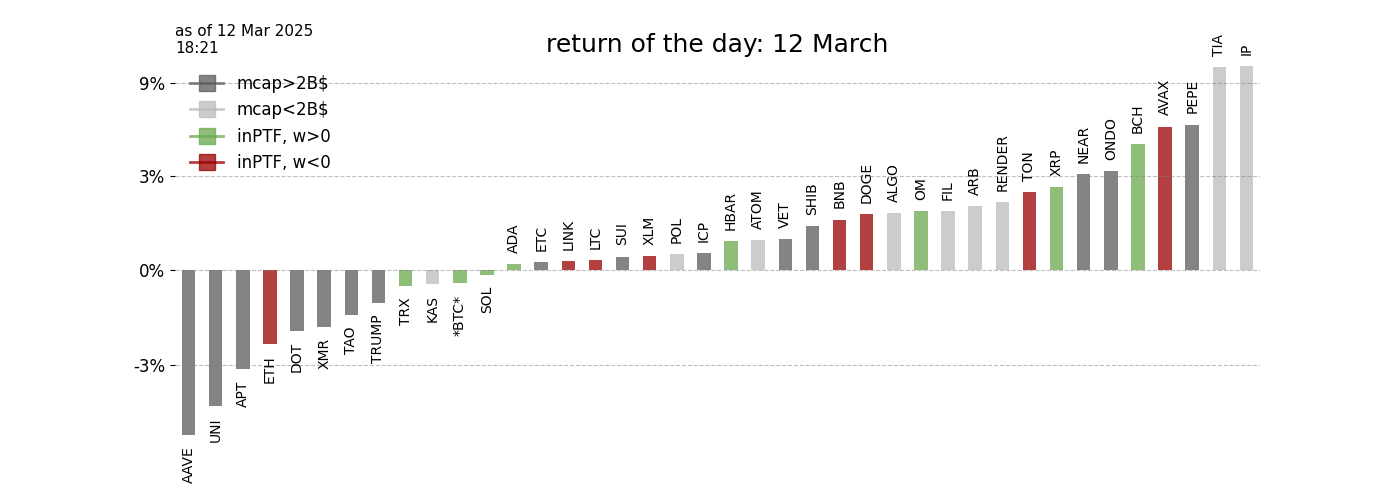 as of 12 Mar 2025
18:21
return of the day: 12 March
mcap>2B$
mcap<2B$
inPTF, w>0
inPTF, w<0
9%
3%
0%
-3%
AAVE
UNI
APT
ETH
DOT
XMR
TAO
TRUMP
TRX
KAS
*BTC*
SOL
ADA
ETC
LINK
LTC
SUI
XLM
POL
ICP
HBAR
ATOM
VET
SHIB
BNB
DOGE
ALGO
OM
FIL
ARB
RENDER
TON
XRP
NEAR
ONDO
BCH
AVAX
PEPE
TIA
IP